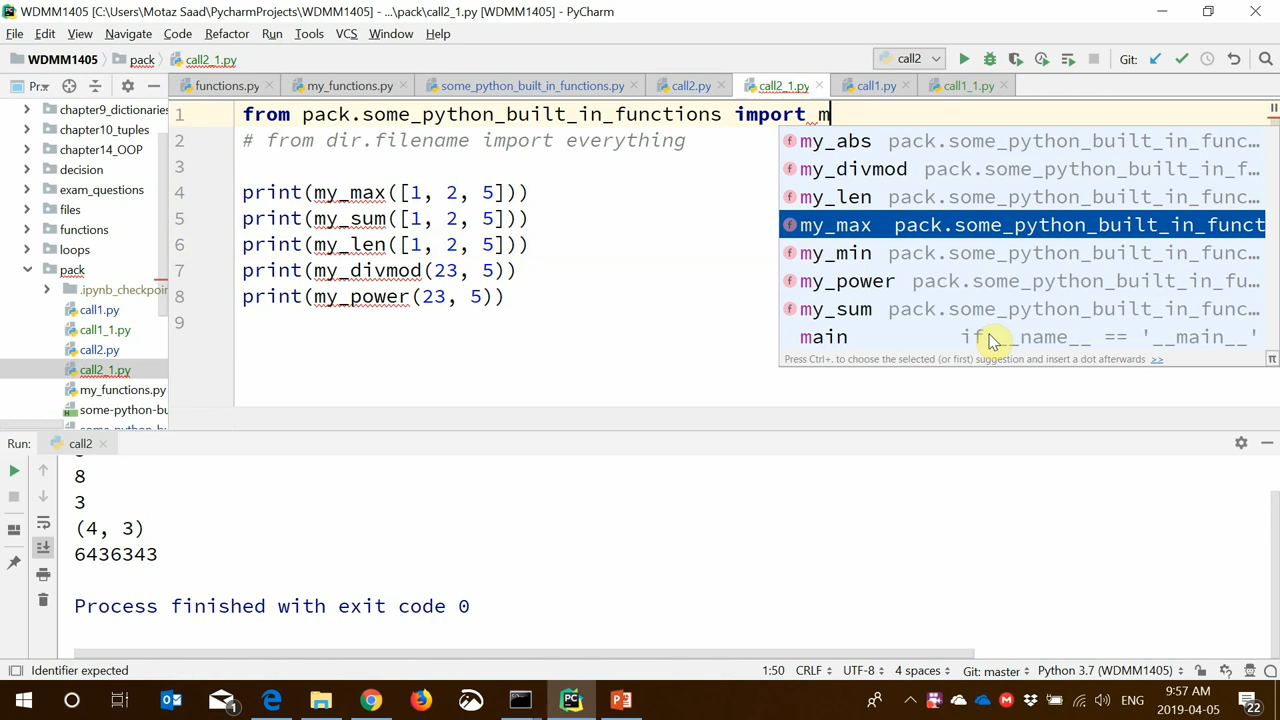 WDMM1405 [C:\Users\Motaz Saad\PycharmProjects\WDMM1405] - ...\pack\call2_1.py [WDMM1405] - PyCharm
File Edit View Navigate Code Refactor Run Tools VCS Window Help
WDMM1405 pack call2_1.py call2 Git:
Pr... functions.py my_functions.py some_python_built_in_functions.py call2.py call2_1.py call1.py call1_1.py
chapter9_dictionaries
chapter10_tuples
chapter14_OOP
decision
exam_questions
files
functions
loops
pack
.ipynb_checkpoin
call1.py
call1_1.py
call2.py
call2_1.py
my_functions.py
some-python-bu
1 from pack.some_python_built_in_functions import m
2 # from dir.filename import everything
3
4 print(my_max([1, 2, 5]))
5 print(my_sum([1, 2, 5]))
6 print(my_len([1, 2, 5]))
7 print(my_divmod(23, 5))
8 print(my_power(23, 5))
9
f my_abs pack.some_python_built_in_func...
f my_divmod pack.some_python_built_in_f...
f my_len pack.some_python_built_in_func...
f my_max pack.some_python_built_in_funct
f my_min pack.some_python_built_in_func...
f my_power pack.some_python_built_in_fu...
f my_sum pack.some_python_built_in_func...
main if __name__ == '__main__'
Press Ctrl+. to choose the selected (or first) suggestion and insert a dot afterwards >> π
Run: call2
8
3
(4, 3)
6436343
Process finished with exit code 0
Identifier expected 1:50 CRLF UTF-8 4 spaces Git: master Python 3.7 (WDMM1405)
ENG 9:57 AM
2019-04-05 22